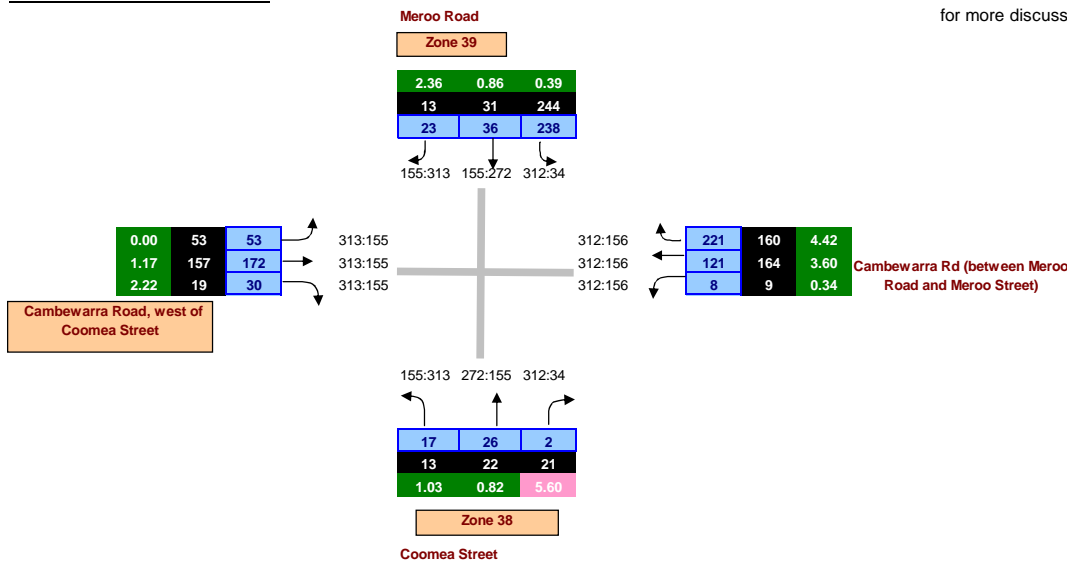 Meroo Road
for more discuss
Zone 39
2.36 0.86 0.39
13 31 244
23 36 238
155:313 155:272 312:34
0.00 53 53 313:155
1.17 157 172 313:155
2.22 19 30 313:155
312:156 221 160 4.42
312:156 121 164 3.60
312:156 8 9 0.34
Cambewarra Rd (between Meroo
Road and Meroo Street)
Cambewarra Road, west of
Coomea Street
155:313 272:155 312:34
17 26 2
13 22 21
1.03 0.82 5.60
Zone 38
Coomea Street